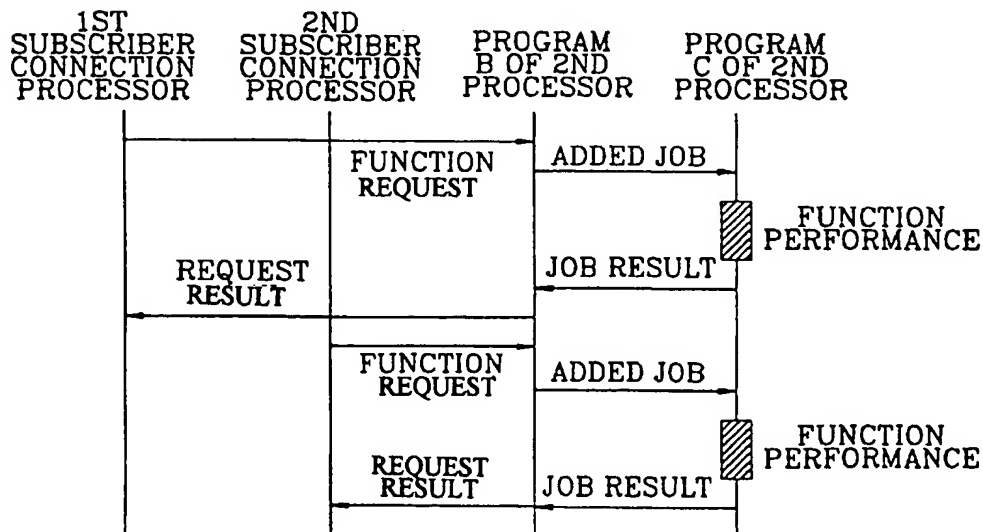 1ST
SUBSCRIBER
CONNECTION
PROCESSOR
2ND
SUBSCRIBER
CONNECTION
PROCESSOR
PROGRAM
B OF 2ND
PROCESSOR
PROGRAM
C OF 2ND
PROCESSOR
FUNCTION
REQUEST
ADDED JOB
FUNCTION
PERFORMANCE
JOB RESULT
REQUEST
RESULT
FUNCTION
REQUEST
ADDED JOB
FUNCTION
PERFORMANCE
REQUEST
RESULT
JOB RESULT